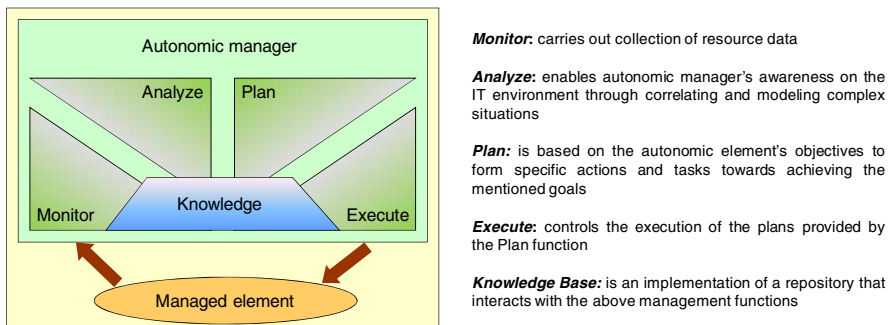 Autonomic manager
Analyze
Plan
Monitor
Knowledge
Execute
Managed element
Monitor: carries out collection of resource data
Analyze: enables autonomic manager's awareness on the
IT environment through correlating and modeling complex
situations
Plan: is based on the autonomic element's objectives to
form specific actions and tasks towards achieving the
mentioned goals
Execute: controls the execution of the plans provided by
the Plan function
Knowledge Base: is an implementation of a repository that
interacts with the above management functions